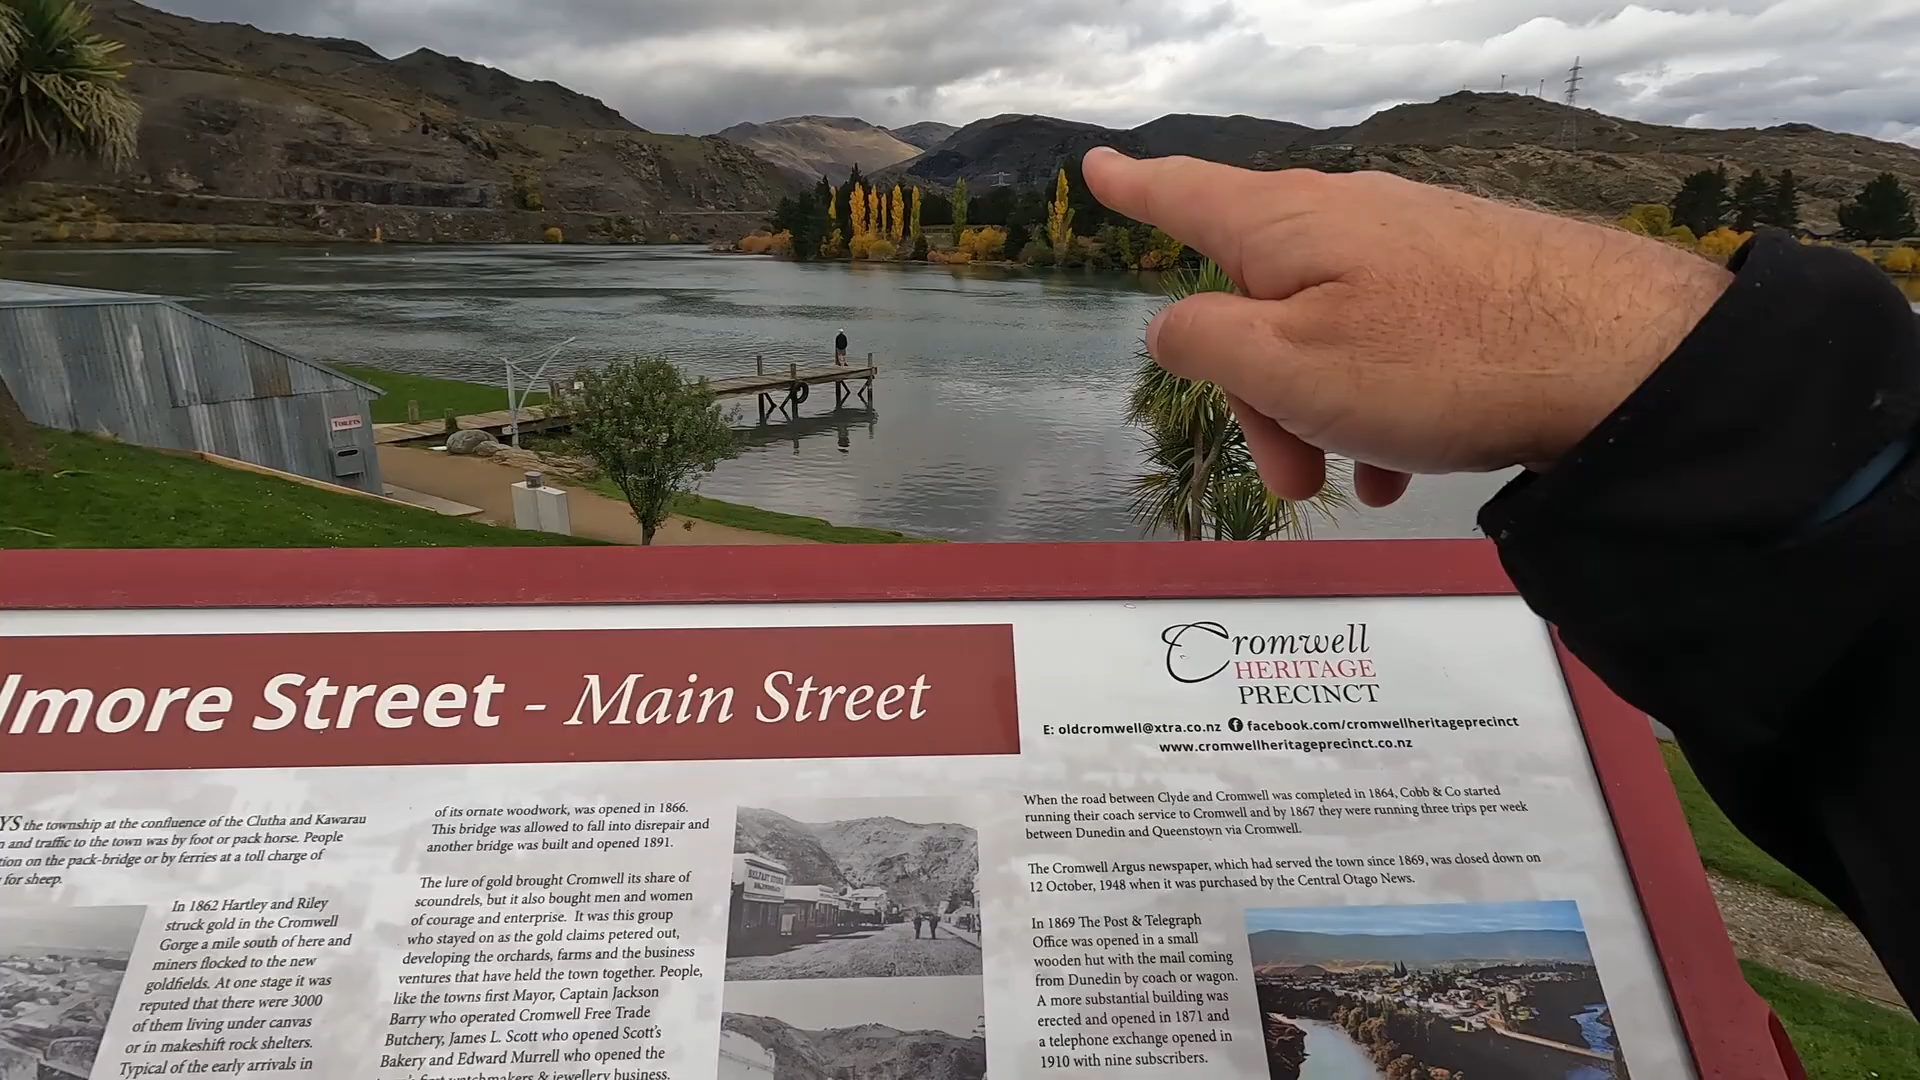 TOILETS
lmore Street - Main Street
Cromwell
HERITAGE
PRECINCT
E: oldcromwell@xtra.co.nz facebook.com/cromwellheritageprecinct
www.cromwellheritageprecinct.co.nz
YS the township at the confluence of the Clutha and Kawarau
and traffic to the town was by foot or pack horse. People
tion on the pack-bridge or by ferries at a toll charge of
for sheep.
In 1862 Hartley and Riley
struck gold in the Cromwell
Gorge a mile south of here and
miners flocked to the new
goldfields. At one stage it was
reputed that there were 3000
of them living under canvas
or in makeshift rock shelters.
Typical of the early arrivals in
of its ornate woodwork, was opened in 1866.
This bridge was allowed to fall into disrepair and
another bridge was built and opened 1891.
The lure of gold brought Cromwell its share of
scoundrels, but it also bought men and women
of courage and enterprise. It was this group
who stayed on as the gold claims petered out,
developing the orchards, farms and the business
ventures that have held the town together. People,
like the towns first Mayor, Captain Jackson
Barry who operated Cromwell Free Trade
Butchery, James L. Scott who opened Scott's
Bakery and Edward Murrell who opened the
first watchmakers & jewellery business.
BELFAST STORE
When the road between Clyde and Cromwell was completed in 1864, Cobb & Co started
running their coach service to Cromwell and by 1867 they were running three trips per week
between Dunedin and Queenstown via Cromwell.
The Cromwell Argus newspaper, which had served the town since 1869, was closed down on
12 October, 1948 when it was purchased by the Central Otago News.
In 1869 The Post & Telegraph
Office was opened in a small
wooden hut with the mail coming
from Dunedin by coach or wagon.
A more substantial building was
erected and opened in 1871 and
a telephone exchange opened in
1910 with nine subscribers.